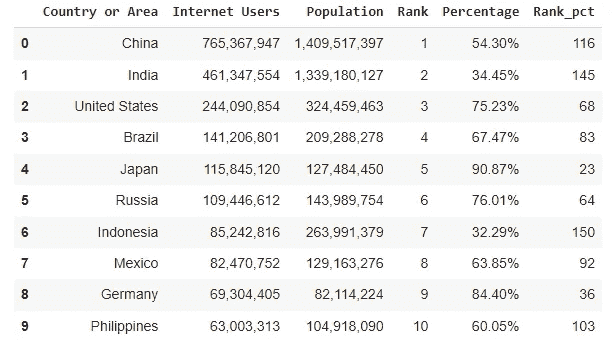 Country or Area Internet Users Population Rank Percentage Rank_pct
0 China 765,367,947 1,409,517,397 1 54.30% 116
1 India 461,347,554 1,339,180,127 2 34.45% 145
2 United States 244,090,854 324,459,463 3 75.23% 68
3 Brazil 141,206,801 209,288,278 4 67.47% 83
4 Japan 115,845,120 127,484,450 5 90.87% 23
5 Russia 109,446,612 143,989,754 6 76.01% 64
6 Indonesia 85,242,816 263,991,379 7 32.29% 150
7 Mexico 82,470,752 129,163,276 8 63.85% 92
8 Germany 69,304,405 82,114,224 9 84.40% 36
9 Philippines 63,003,313 104,918,090 10 60.05% 103